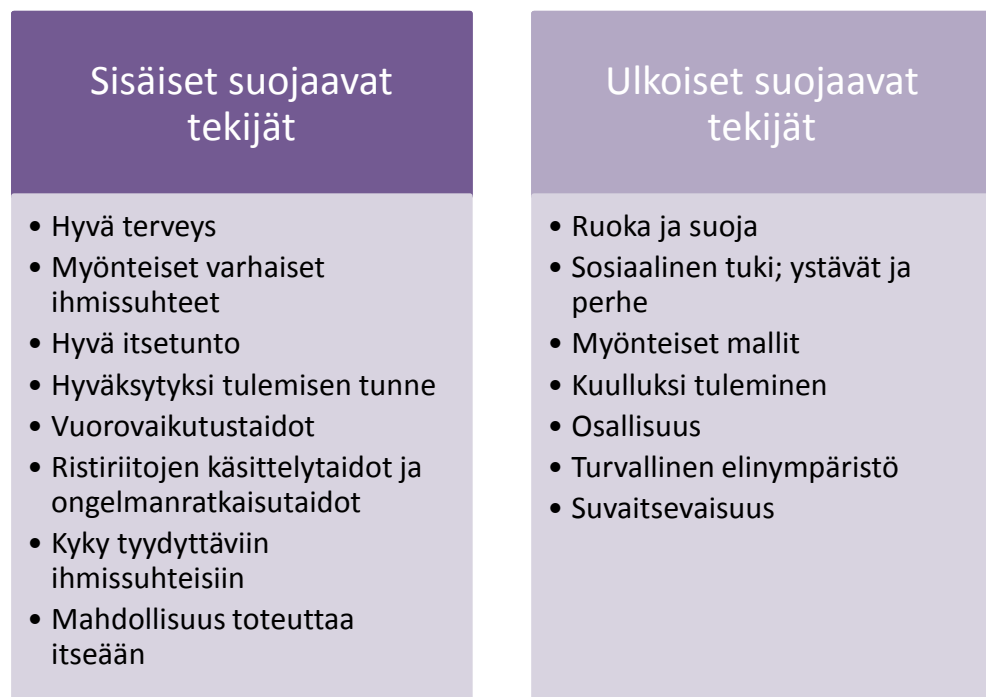 Sisäiset suojaavat
tekijät
• Hyvä terveys
• Myönteiset varhaiset
ihmissuhteet
• Hyvä itsetunto
• Hyväksytyksi tulemisen tunne
• Vuorovaikutustaidot
• Ristiriitojen käsittelytaidot ja
ongelmanratkaisutaidot
• Kyky tyydyttäviin
ihmissuhteisiin
• Mahdollisuus toteuttaa
itseään
Ulkoiset suojaavat
tekijät
• Ruoka ja suoja
• Sosiaalinen tuki; ystävät ja
perhe
• Myönteiset mallit
• Kuulluksi tuleminen
• Osallisuus
• Turvallinen elinympäristö
• Suvaitsevaisuus